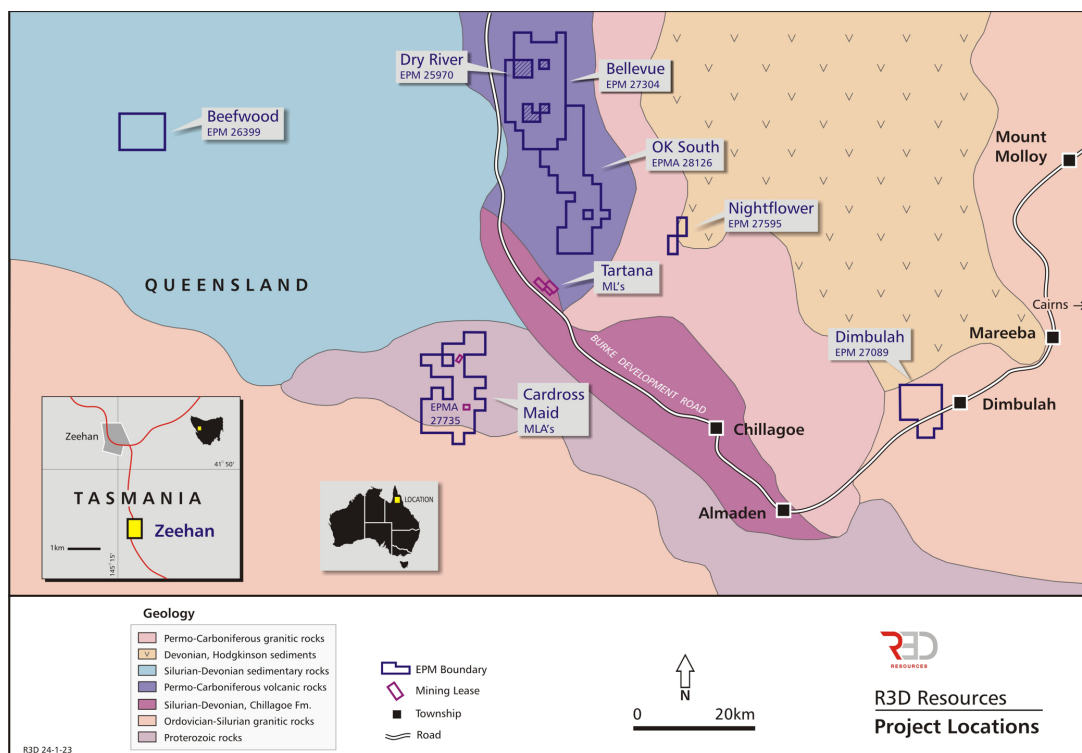 Dry River
EPM 25970
Bellevue
EPM 27304
Beefwood
EPM 26399
Mount
Molloy
OK South
EPMA 28126
Nightflower
EPM 27595
QUEENSLAND
Tartana
ML's
Cairns →
Mareeba
Dimbulah
EPM 27089
BURKE DEVELOPMENT ROAD
EPMA
27735
Cardross
Maid
MLA's
Dimbulah
Chillagoe
Almaden
Zeehan
41° 50'
TASMANIA
Zeehan
1km
145° 15'
LOCATION
Geology
Permo-Carboniferous granitic rocks
Devonian, Hodgkinson sediments
Silurian-Devonian sedimentary rocks
Permo-Carboniferous volcanic rocks
Silurian-Devonian, Chillagoe Fm.
Ordovician-Silurian granitic rocks
Proterozoic rocks
EPM Boundary
Mining Lease
Township
Road
N
0 20km
R3D
RESOURCES
R3D Resources
Project Locations
R3D 24-1-23